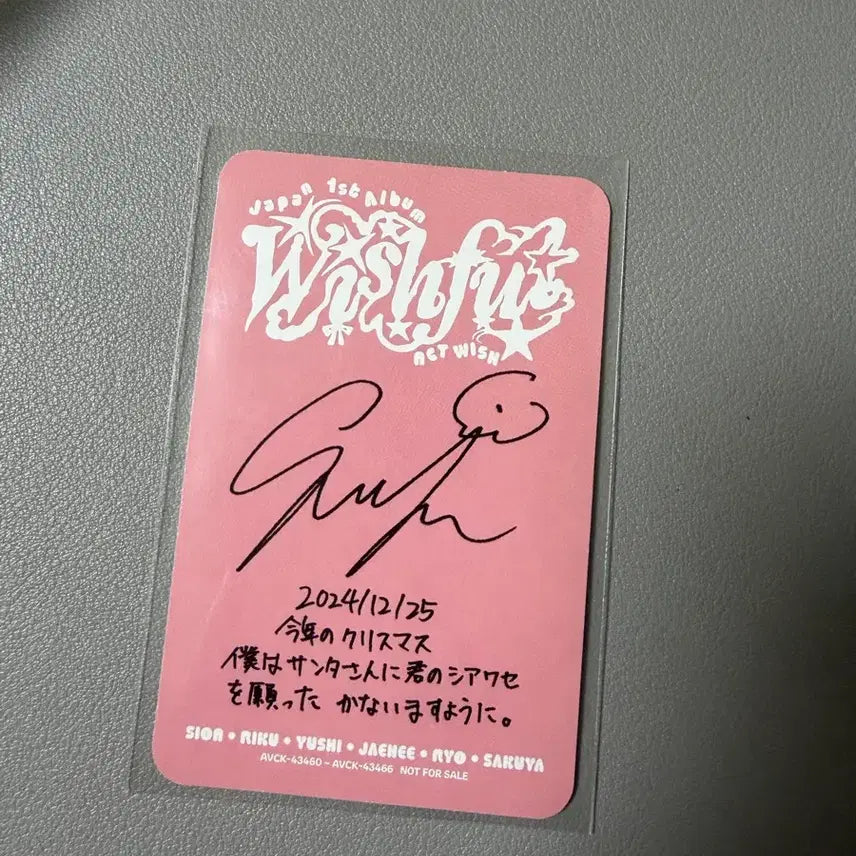 Japan 1st Album
Wishful
NCT WISH
2024/12/25
今年のクリスマス
僕はサンタさんに君のシアワセ
を願った かないますように。
SION • RIKU • YUSHI • JAEHEE • RYO • SAKUYA
AVCK-43460 ~ AVCK-43466 NOT FOR SALE